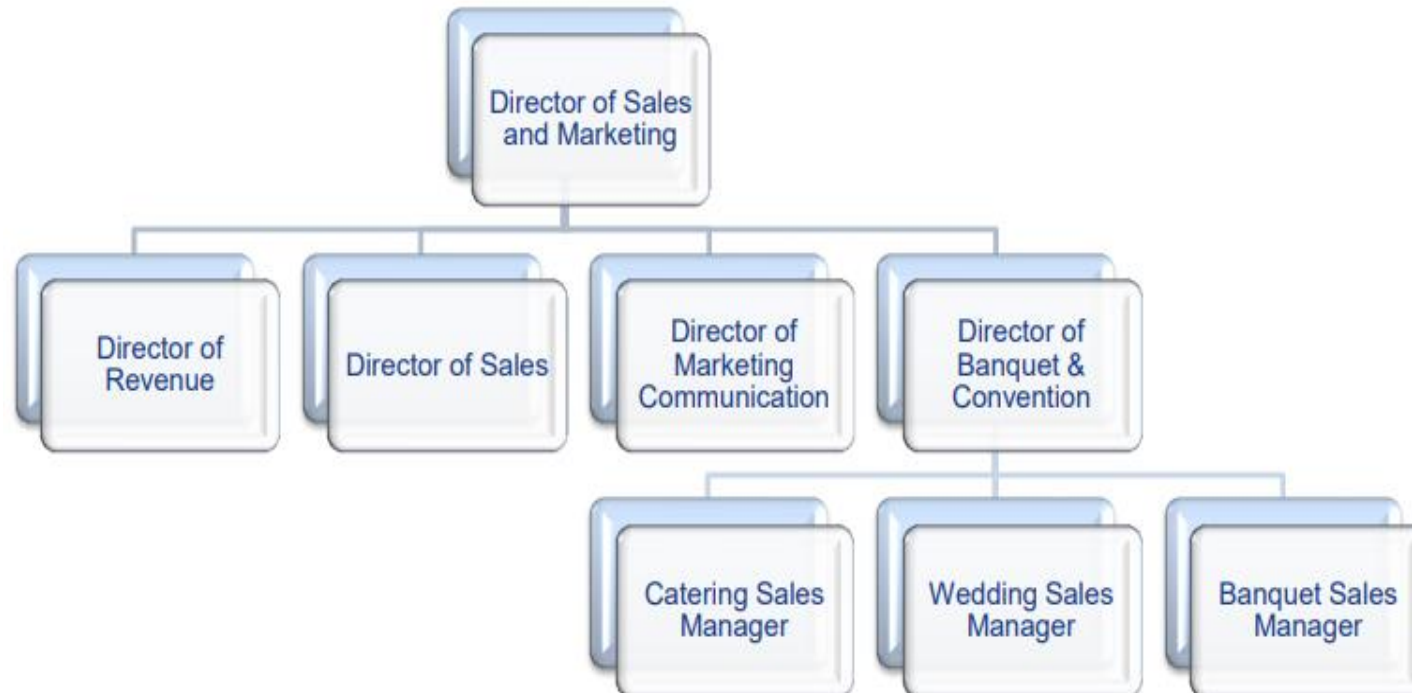 Director of Sales
and Marketing
Director of
Revenue
Director of Sales
Director of
Marketing
Communication
Director of
Banquet &
Convention
Catering Sales
Manager
Wedding Sales
Manager
Banquet Sales
Manager